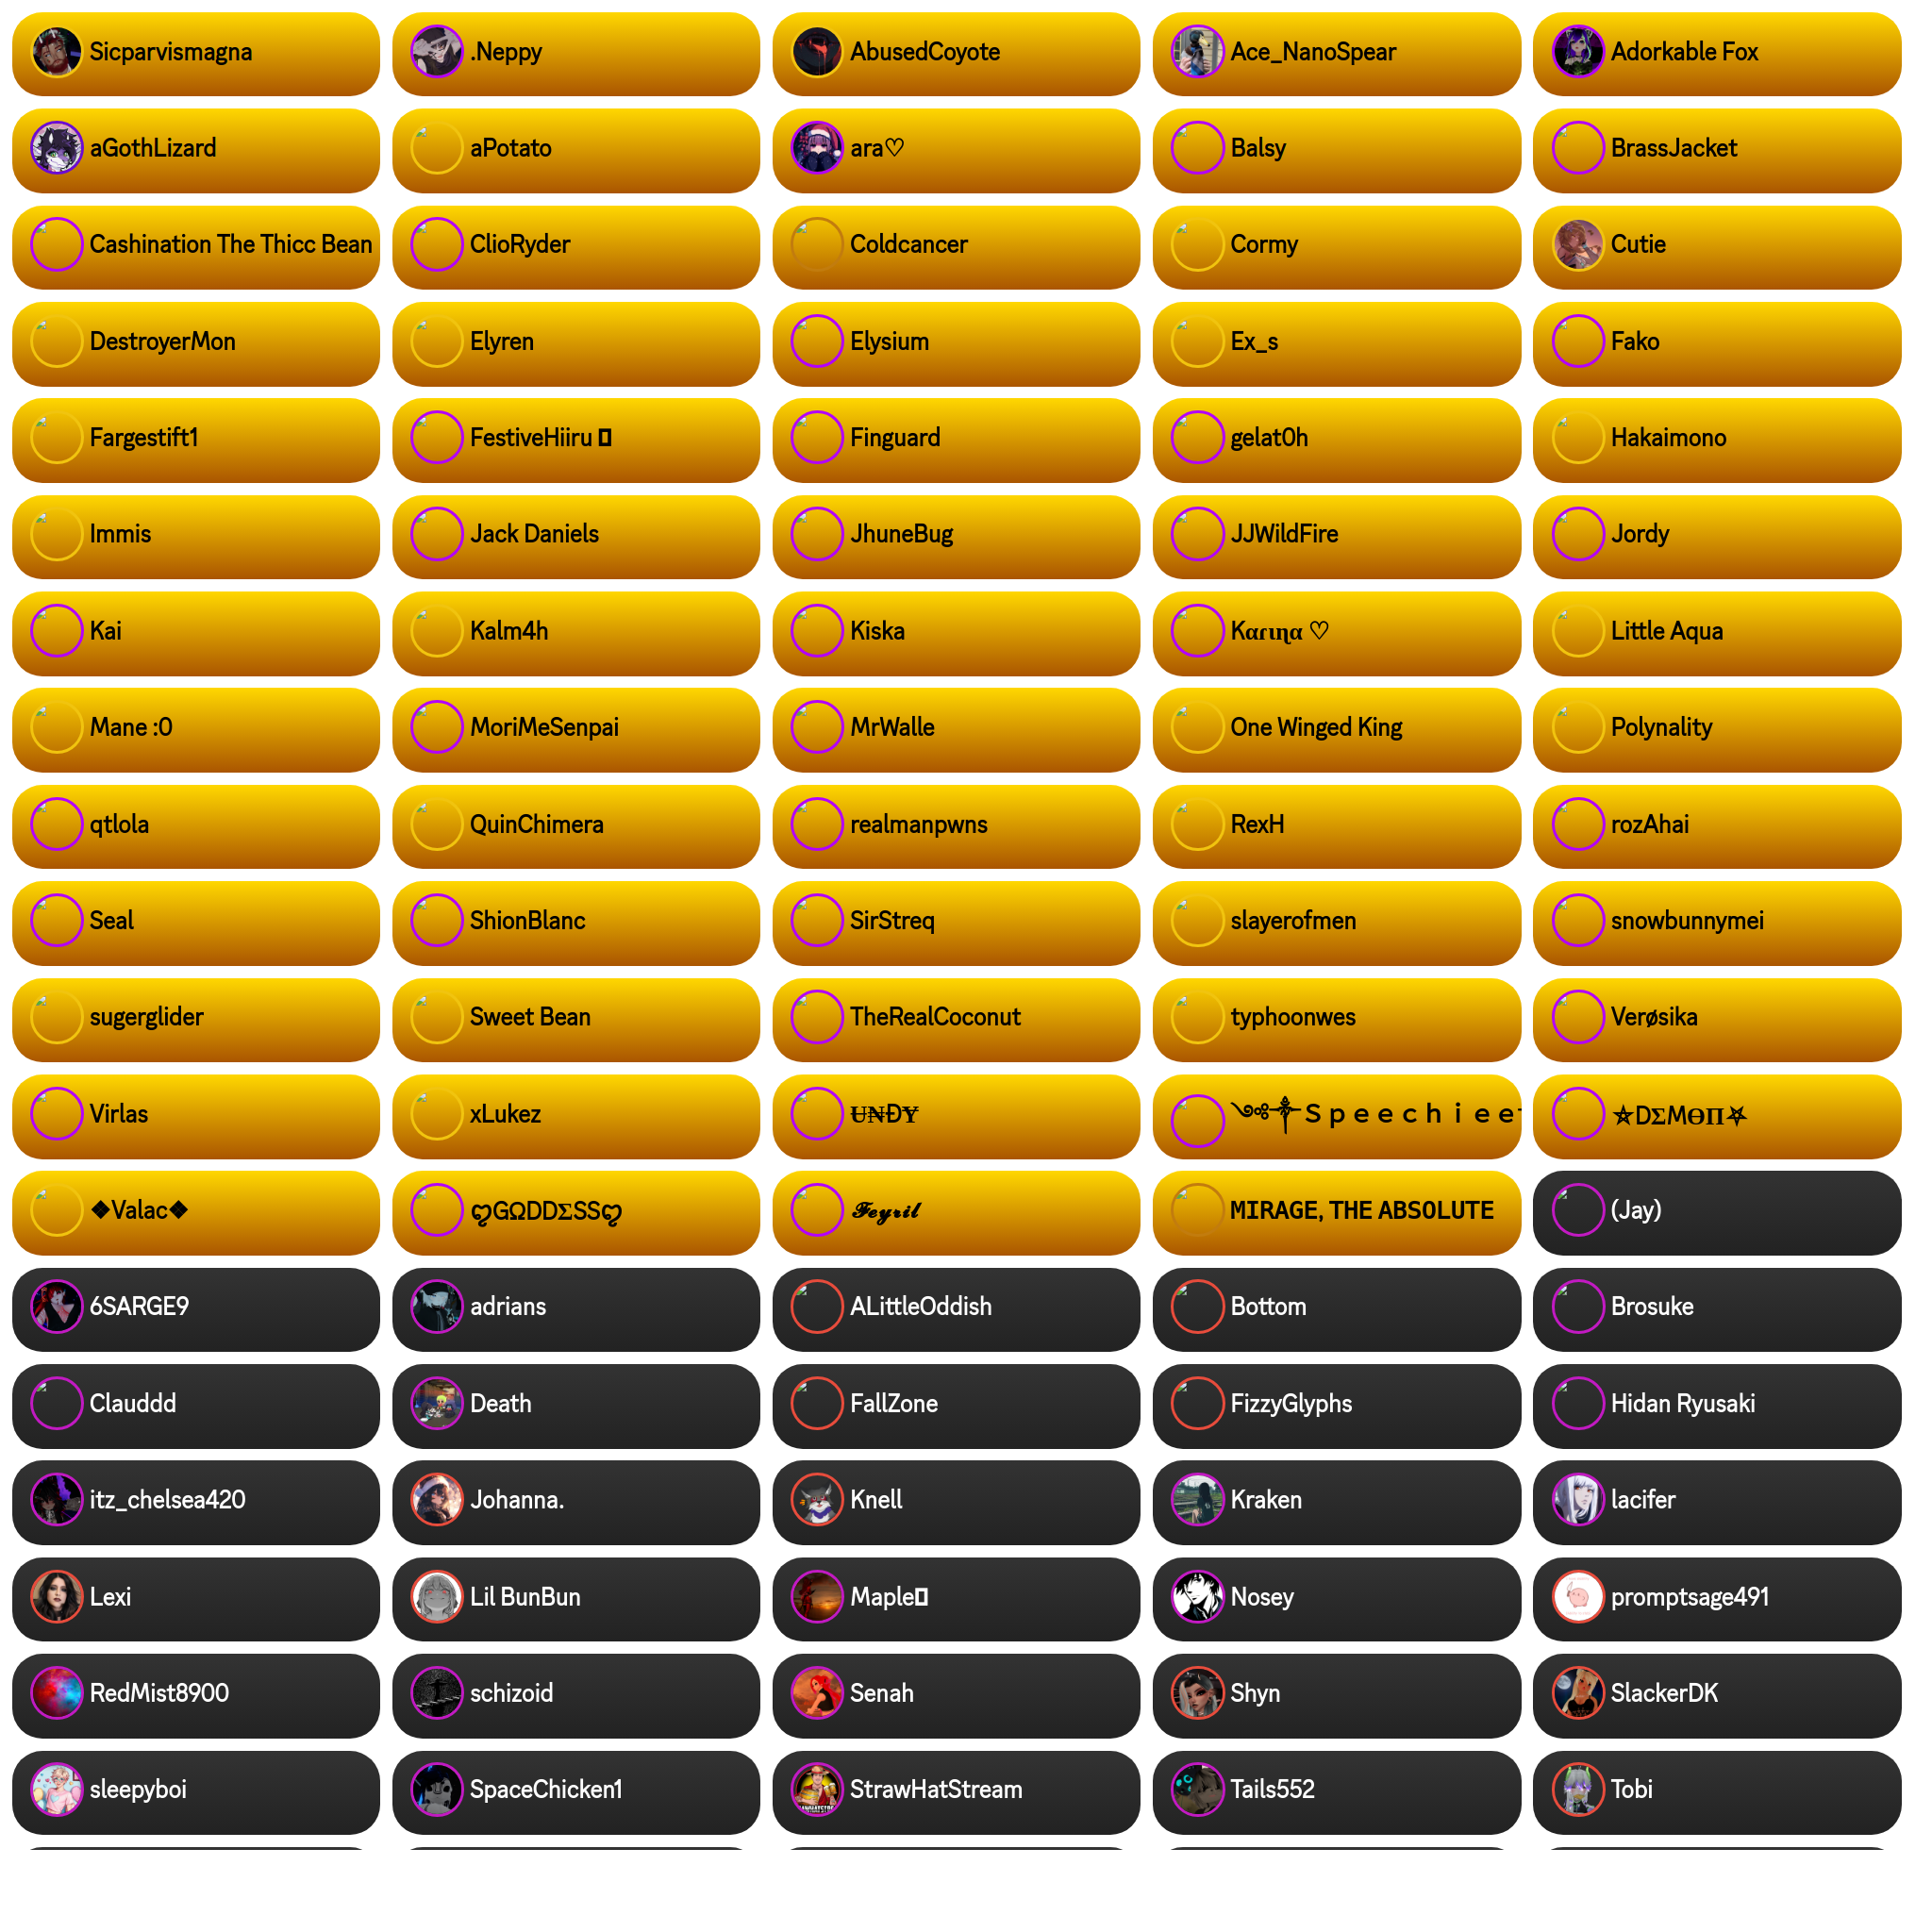 Sicparvismagna
.Neppy
AbusedCoyote
Ace_NanoSpear
Adorkable Fox
aGothLizard
aPotato
ara♡
Balsy
BrassJacket
Cashination The Thicc Bean
ClioRyder
Coldcancer
Cormy
Cutie
DestroyerMon
Elyren
Elysium
Ex_s
Fako
Fargestift1
FestiveHiiru
Finguard
gelat0h
Hakaimono
Immis
Jack Daniels
JhuneBug
JJWildFire
Jordy
Kai
Kalm4h
Kiska
Kαɾιɳα ♡
Little Aqua
Mane :0
MoriMeSenpai
MrWalle
One Winged King
Polynality
qtlola
QuinChimera
realmanpwns
RexH
rozAhai
Seal
ShionBlanc
SirStreq
slayerofmen
snowbunnymei
sugerglider
Sweet Bean
TheRealCoconut
typhoonwes
Verøsika
Virlas
xLukez
U̶₦ĐɎ
༺✞Ｓｐｅｅｃｈｉｅｅ
⛤DΣMӨΠ⛧
❖Valac❖
ღGΩDDΣSSღ
𝓕𝓮𝔂𝓻𝓲𝓵
𝗠𝗜𝗥𝗔𝗚𝗘, 𝗧𝗛𝗘 𝗔𝗕𝗦𝗢𝗟𝗨𝗧𝗘
(Jay)
6SARGE9
adrians
ALittleOddish
Bottom
Brosuke
Clauddd
Death
FallZone
FizzyGlyphs
Hidan Ryusaki
itz_chelsea420
Johanna.
Knell
Kraken
lacifer
Lexi
Lil BunBun
Maple
Nosey
promptsage491
RedMist8900
schizoid
Senah
Shyn
SlackerDK
sleepyboi
SpaceChicken1
StrawHatStream
Tails552
Tobi